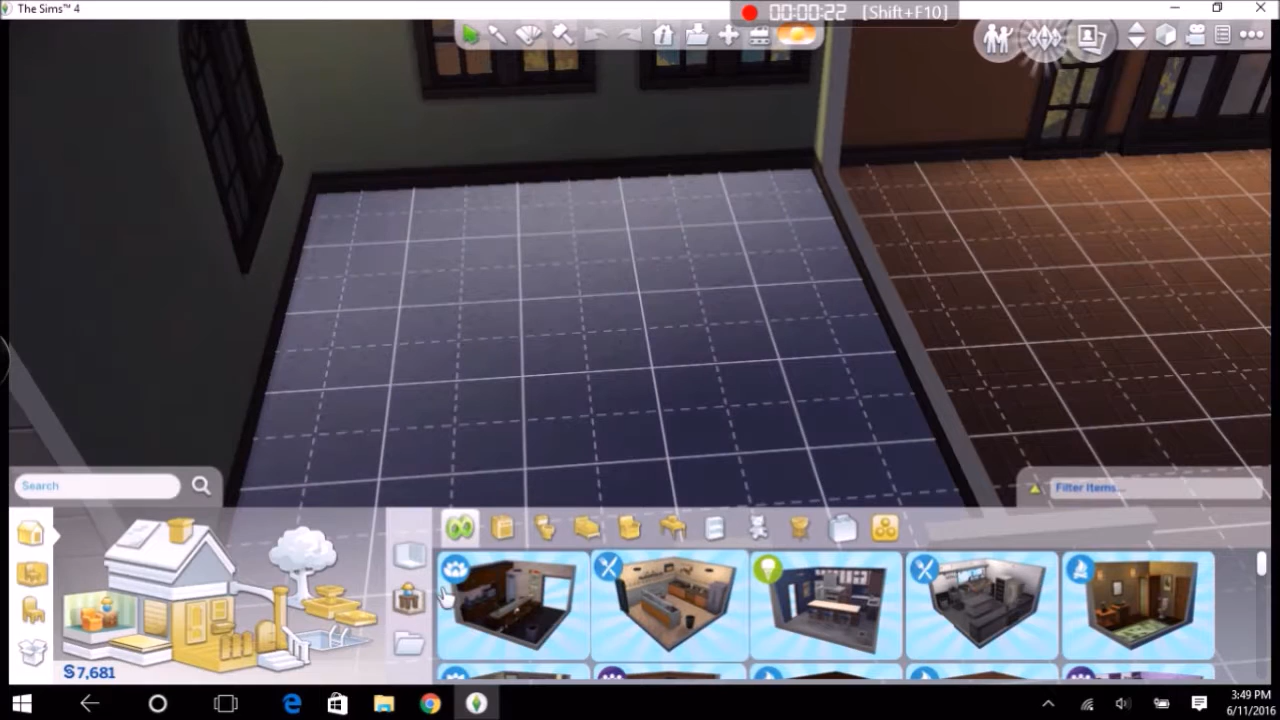 The Sims™ 4
00:00:22 [Shift+F10]
Search
Filter Items...
§7,681
3:49 PM
6/11/2016